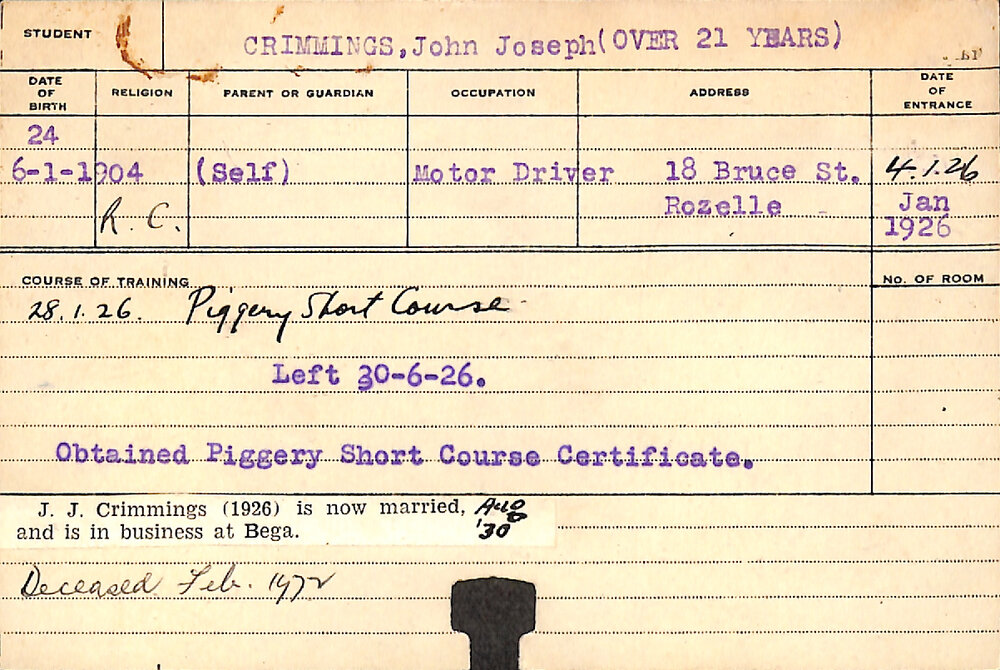 STUDENT
CRIMMINGS,John Joseph(OVER 21 YEARS)
DATE OF BIRTH
RELIGION
PARENT OR GUARDIAN
OCCUPATION
ADDRESS
DATE OF ENTRANCE
24
6-1-1904 (Self) Motor Driver 18 Bruce St. 4.1.26
Rozelle Jan
R. C.
1926
COURSE OF TRAINING
No. OF ROOM
28.1.26. Piggery Short Course
Left 30-6-26.
Obtained Piggery Short Course Certificate.
J. J. Crimmings (1926) is now married, Aug
and is in business at Bega. '30
Deceased Feb. 1972